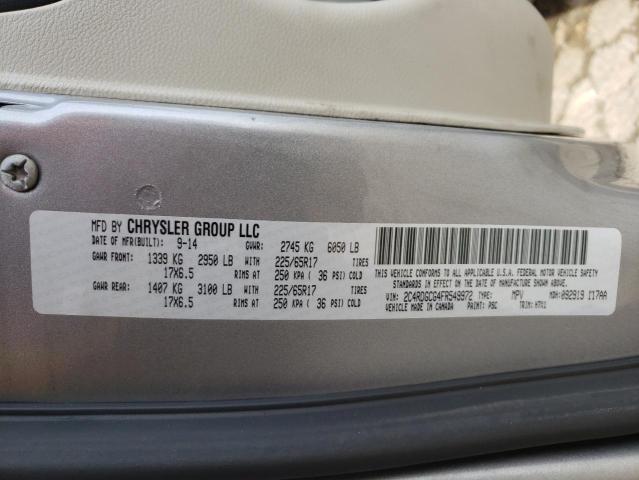 MFD BY CHRYSLER GROUP LLC
DATE OF MFR(BUILT): 9-14 GVWR: 2745 KG 6050 LB
GAWR FRONT: 1339 KG 2950 LB WITH 225/65R17 TIRES
17X6.5 RIMS AT 250 KPA ( 36 PSI) COLD
GAWR REAR: 1407 KG 3100 LB WITH 225/65R17 TIRES
17X6.5 RIMS AT 250 KPA ( 36 PSI) COLD
THIS VEHICLE CONFORMS TO ALL APPLICABLE U.S.A. FEDERAL MOTOR VEHICLE SAFETY
STANDARDS IN EFFECT ON THE DATE OF MANUFACTURE SHOWN ABOVE.
VIN: 2C4RDGCG4FR549972 TYPE: MPV MDH:092919 I17AA
VEHICLE MADE IN CANADA PAINT: PSC TRIM: H7X1